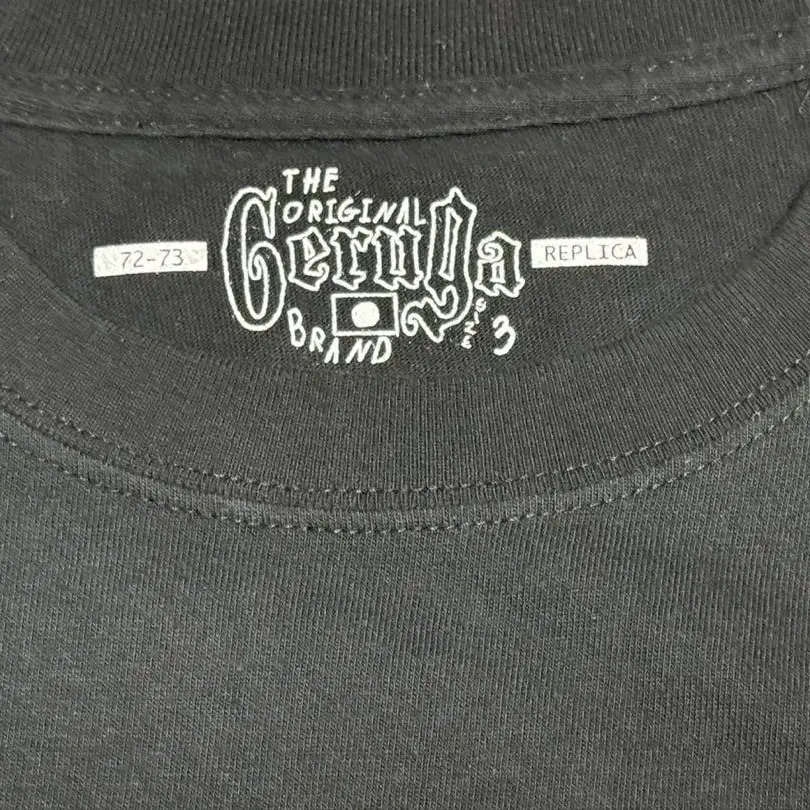 THE
ORIGINAL
Geruga
72-73
REPLICA
BRAND
SIZE
3